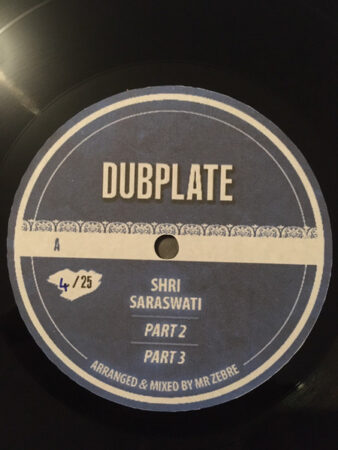 DUBPLATE
A
4/25
SHRI
SARASWATI
PART 2
PART 3
ARRANGED & MIXED BY MR ZEBRE